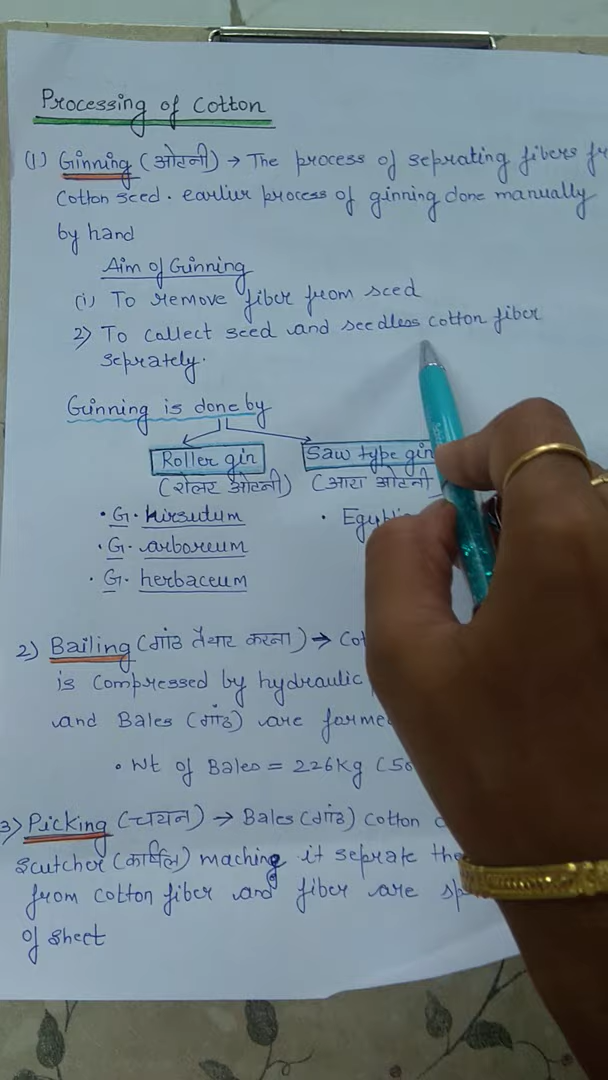 Processing of Cotton
(1) Ginning (ओटनी) → The process of seprating fibers
Cotton seed. earlier process of ginning done manually
by hand
Aim of Ginning
(i) To remove fiber from seed
2) To collect seed and seedless cotton fiber
seprately.
Ginning is done by
Roller gin Saw type gin
(रोलर ओटनी) (आरा ओटनी
• G. hirsudum •
• G. arboreum
• G. herbaceum
2) Bailing (गांठ तैयार करना) →
is compressed by hydraulic
and Bales (गांठ) are
• Wt of Bales = 226Kg
3) Picking (चयन) → Bales (गांठ) cotton
Scutcher maching it seprate
from cotton fiber and fiber are
of sheet